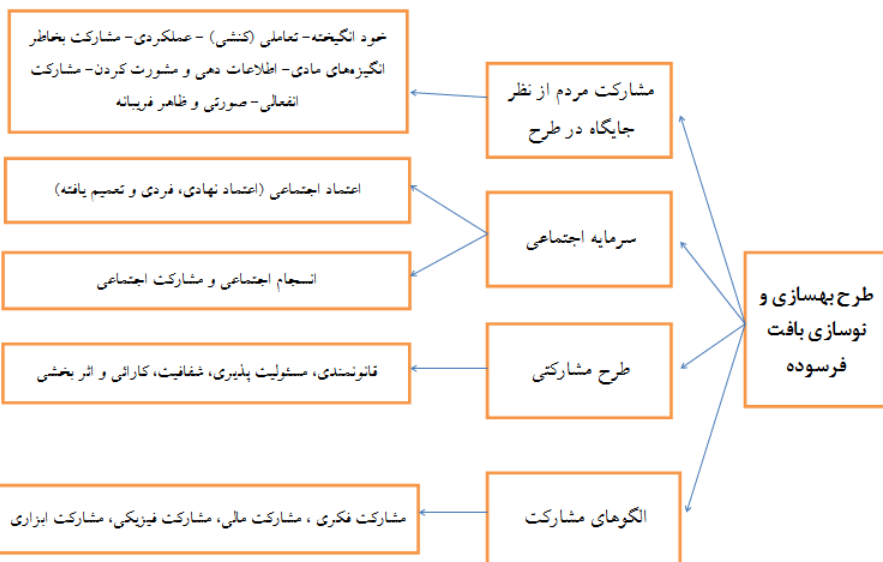 طرح بهسازی و
نوسازی بافت
فرسوده
مشارکت مردم از نظر
جایگاه در طرح
خود انگیخته- تعاملی (کنشی) - عملکردی- مشارکت بخاطر
انگیزه‌های مادی- اطلاعات دهی و مشورت کردن- مشارکت
انفعالی- صورتی و ظاهر فریبانه
سرمایه اجتماعی
اعتماد اجتماعی (اعتماد نهادی، فردی و تعمیم یافته)
انسجام اجتماعی و مشارکت اجتماعی
طرح مشارکتی
قانونمندی، مسئولیت پذیری، شفافیت، کارائی و اثر بخشی
الگوهای مشارکت
مشارکت فکری ، مشارکت مالی، مشارکت فیزیکی، مشارکت ابزاری